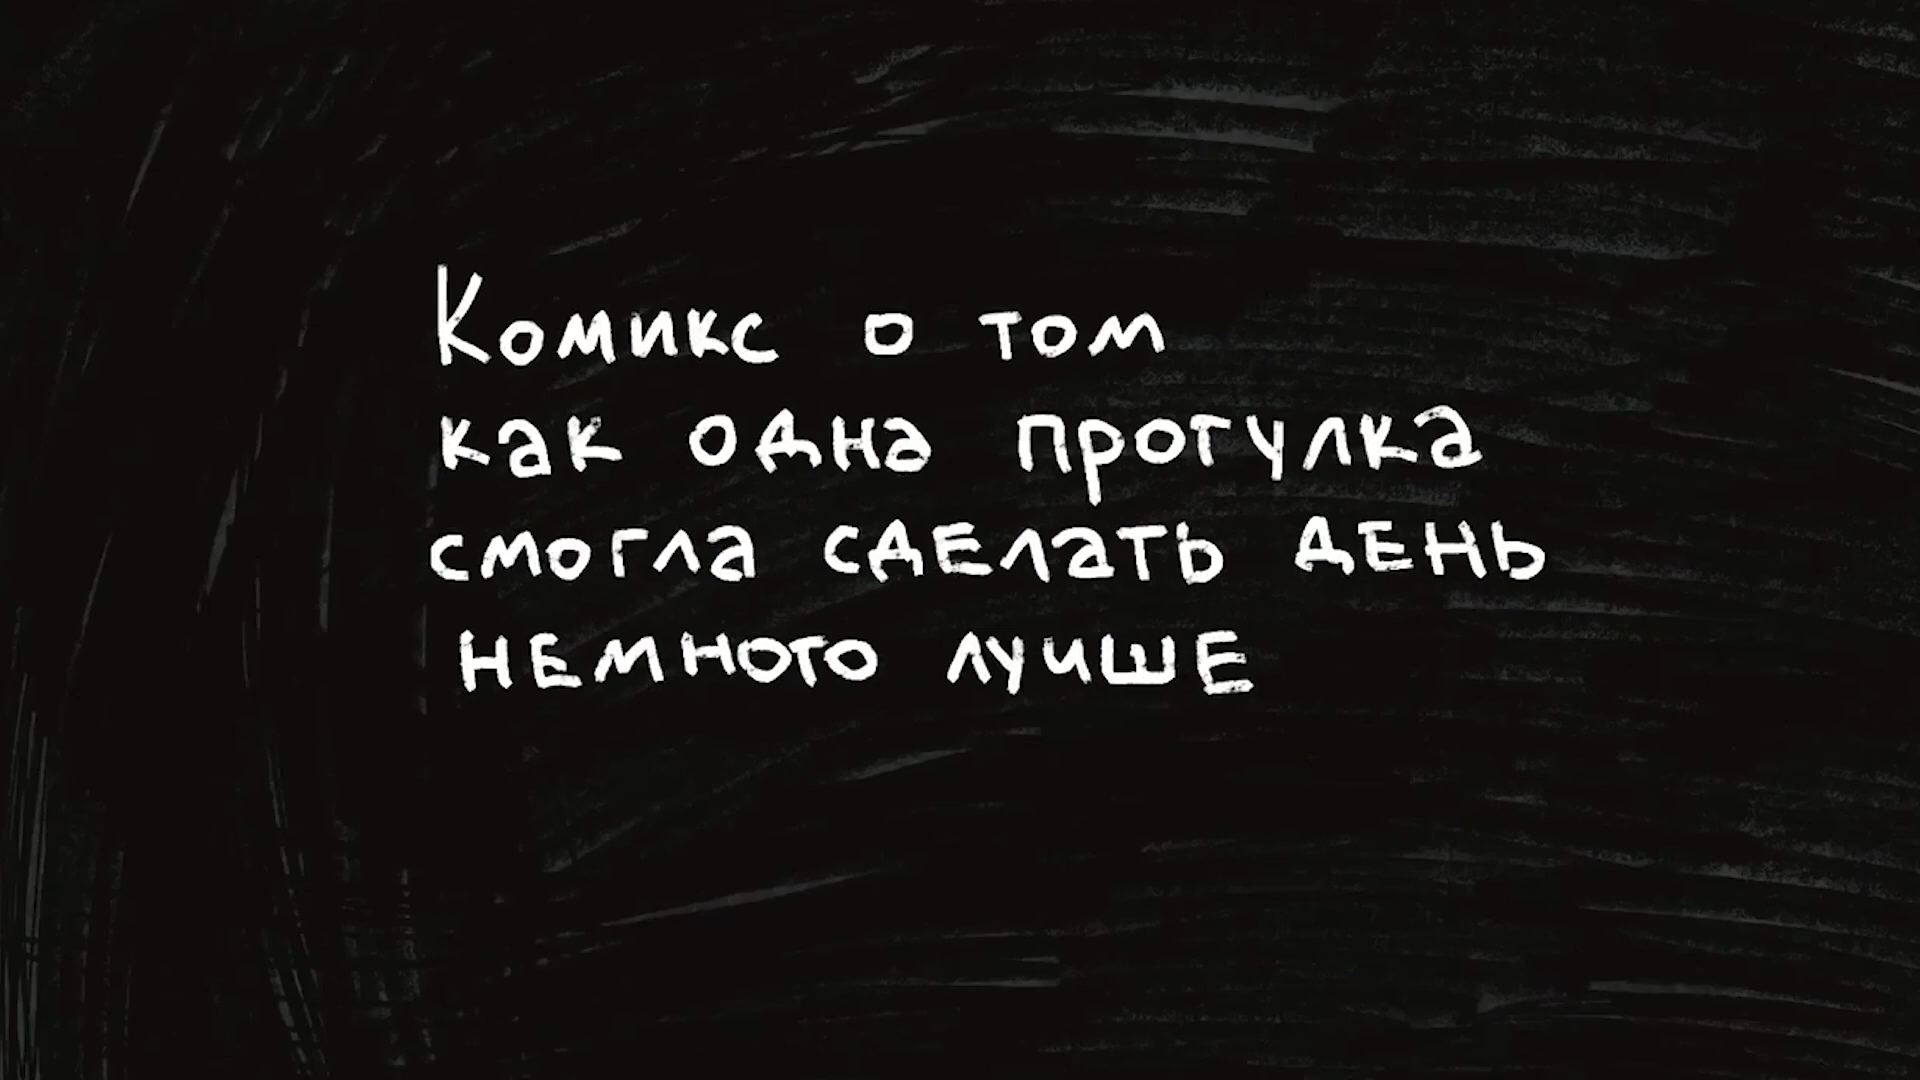 Комикс о том
как одна прогулка
смогла сделать день
немного лучше